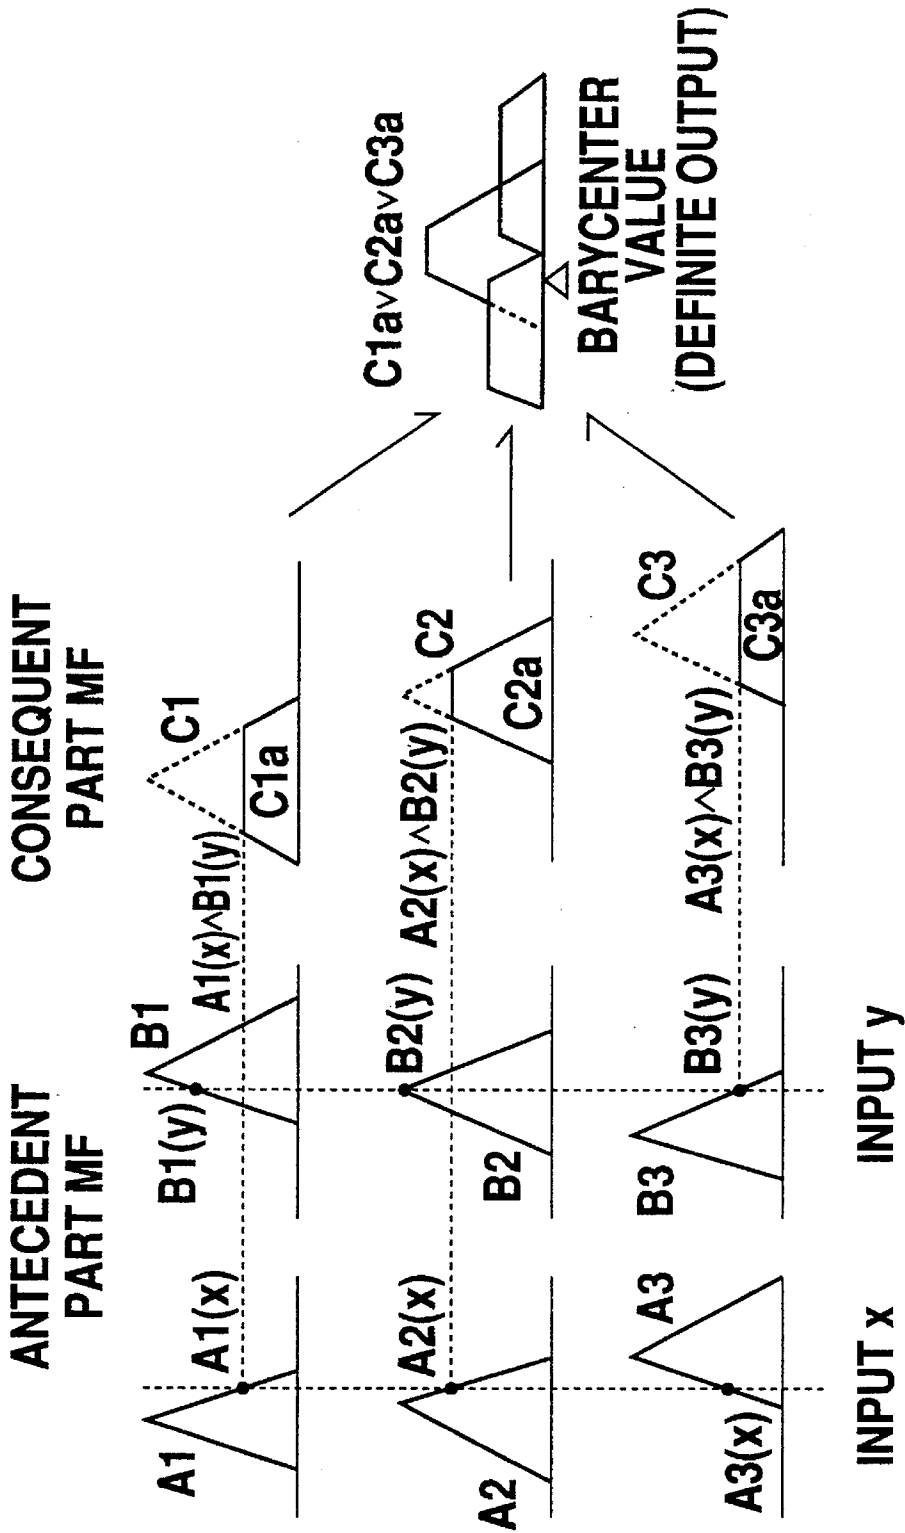 ANTECEDENT
PART MF
CONSEQUENT
PART MF
A1
A1(x)
B1(y)
B1
A1(x)^B1(y)
C1
C1a
A2
A2(x)
B2
B2(y)
A2(x)^B2(y)
C2
C2a
A3(x)
A3
B3
B3(y)
A3(x)^B3(y)
C3
C3a
C1a∨C2a∨C3a
BARYCENTER
VALUE
(DEFINITE OUTPUT)
INPUT x
INPUT y